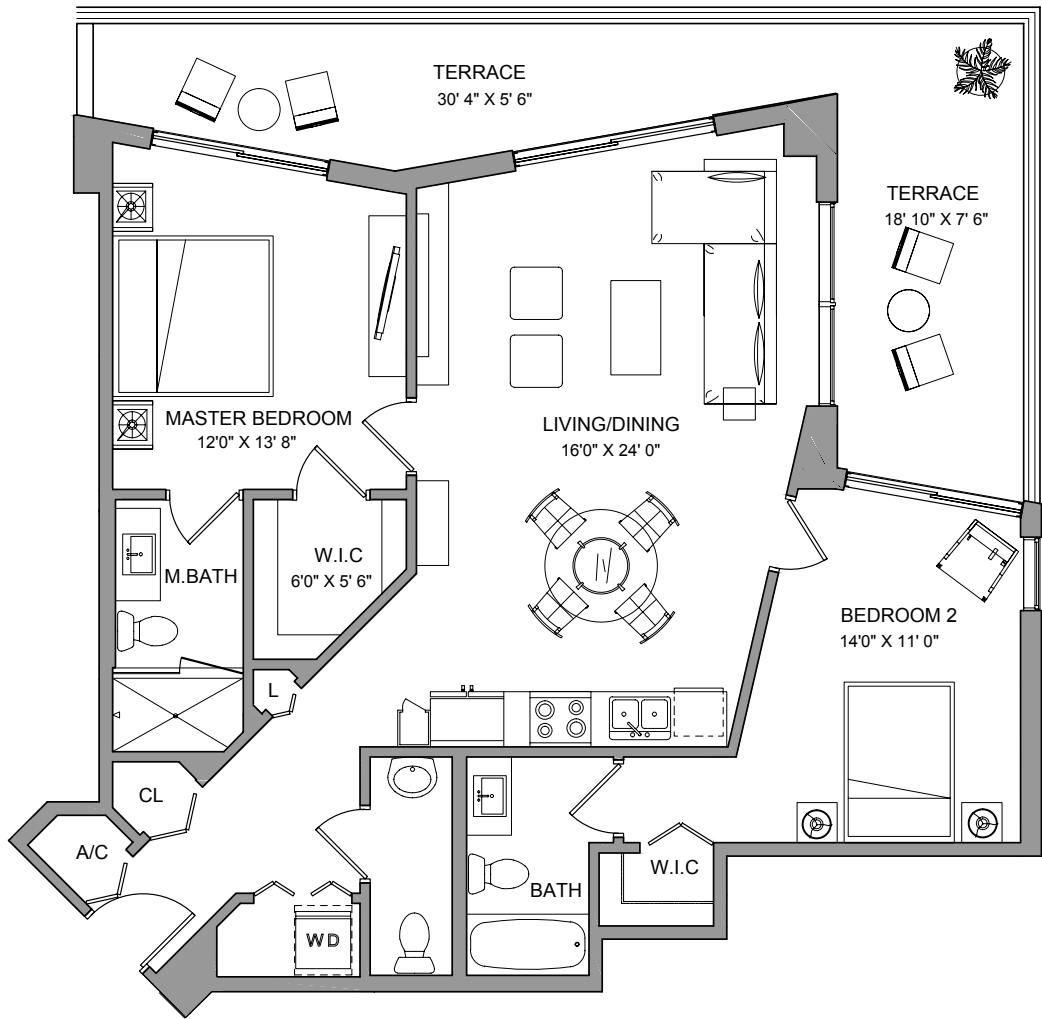 TERRACE
30' 4" X 5' 6"
TERRACE
18' 10" X 7' 6"
MASTER BEDROOM
12'0" X 13' 8"
LIVING/DINING
16'0" X 24' 0"
W.I.C
6'0" X 5' 6"
M.BATH
BEDROOM 2
14'0" X 11' 0"
L
CL
A/C
W.I.C
BATH
WD